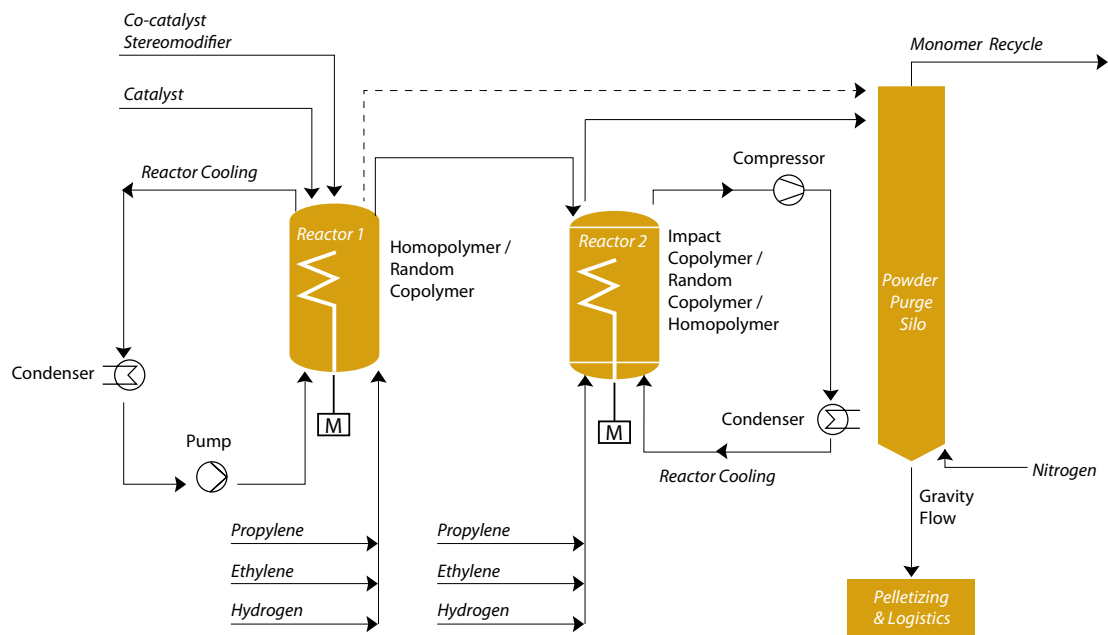 Co-catalyst
Stereomodifier
Monomer Recycle
Catalyst
Compressor
Reactor Cooling
Reactor 1
Homopolymer /
Random
Copolymer
Reactor 2
Impact
Copolymer /
Random
Copolymer /
Homopolymer
Powder
Purge
Silo
Condenser
M
Pump
M
Condenser
Reactor Cooling
Nitrogen
Gravity
Flow
Propylene
Ethylene
Hydrogen
Propylene
Ethylene
Hydrogen
Pelletizing
& Logistics